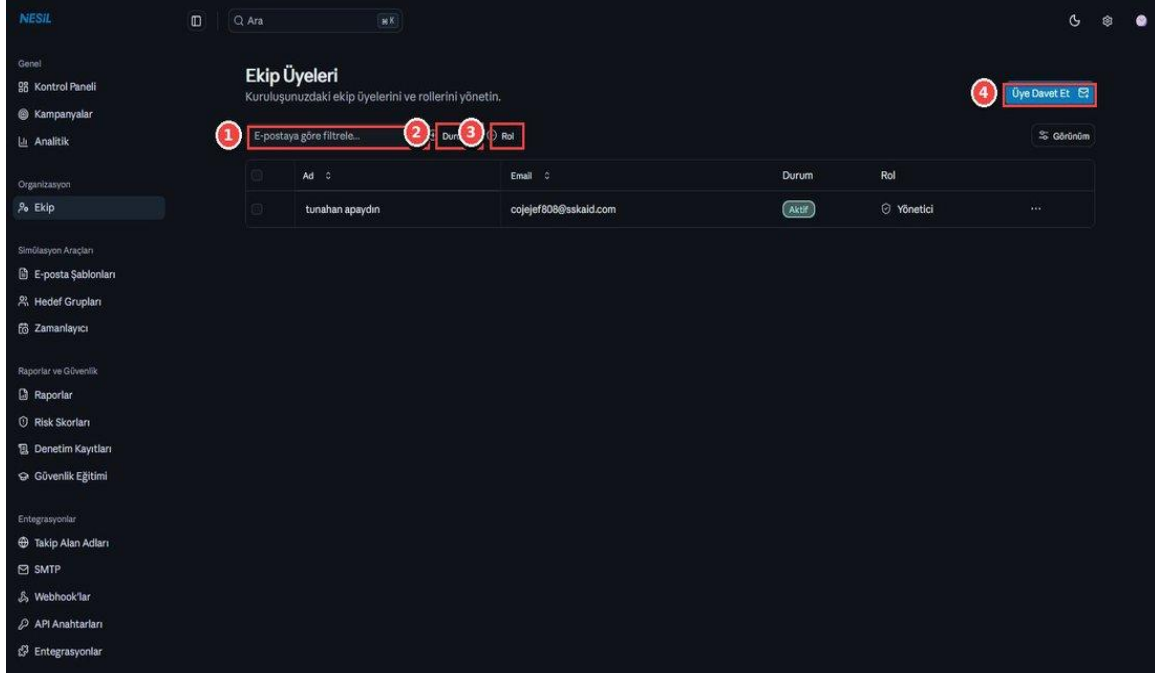 NESİL
Ara
⌘ K
Genel
Kontrol Paneli
Kampanyalar
Analitik
Organizasyon
Ekip
Simülasyon Araçları
E-posta Şablonları
Hedef Grupları
Zamanlayıcı
Raporlar ve Güvenlik
Raporlar
Risk Skorları
Denetim Kayıtları
Güvenlik Eğitimi
Entegrasyonlar
Takip Alan Adları
SMTP
Webhook'lar
API Anahtarları
Entegrasyonlar
Ekip Üyeleri
Kuruluşunuzdaki ekip üyelerini ve rollerini yönetin.
4 Üye Davet Et
1 E-postaya göre filtrele... 2 3 Rol
Görünüm
Ad Email Durum Rol
tunahan apaydın cojejef808@sskaid.com Aktif Yönetici ...